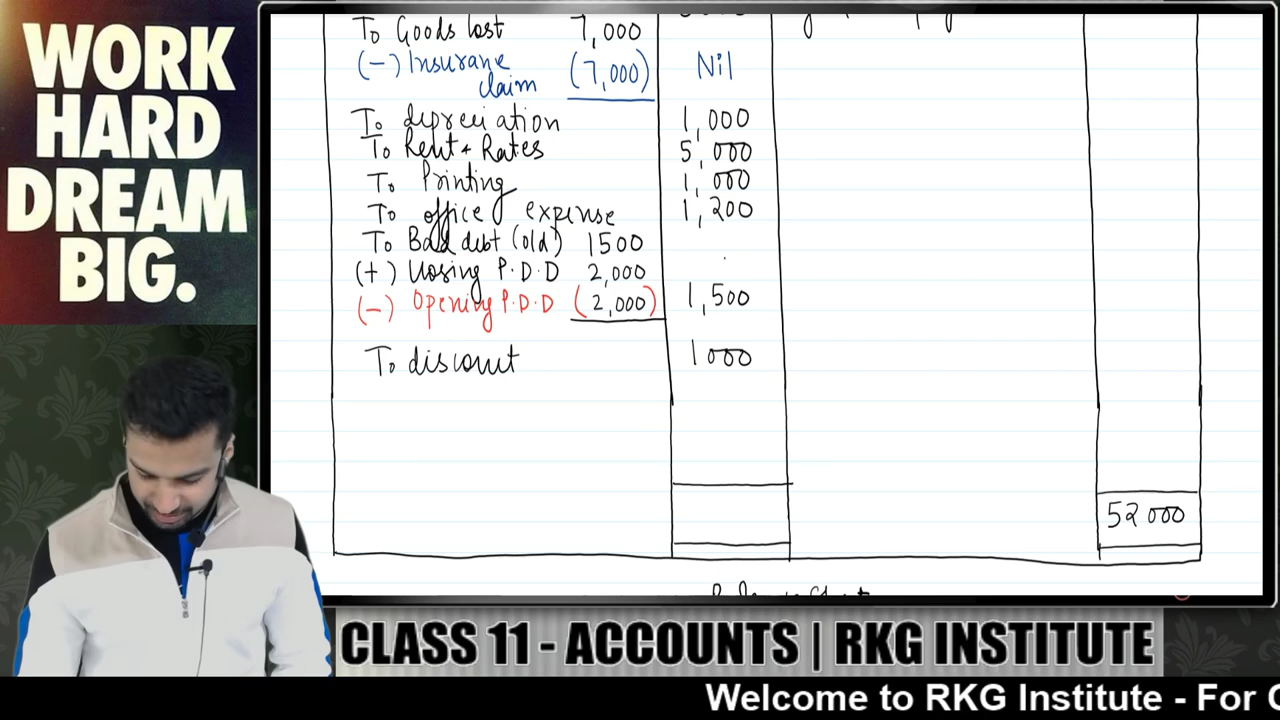 WORK
HARD
DREAM
BIG.
To Goods lost 7,000
(-) Insurane claim (7,000) Nil
To depreciation 1,000
To Rent + Rates 5,000
To Printing 1,000
To office expense 1,200
To Bad debt (old) 1500
(+) Closing P.D.D 2,000
(-) Opening P.D.D (2,000) 1,500
To discount 1000
52000
CLASS 11 - ACCOUNTS | RKG INSTITUTE
Welcome to RKG Institute - For